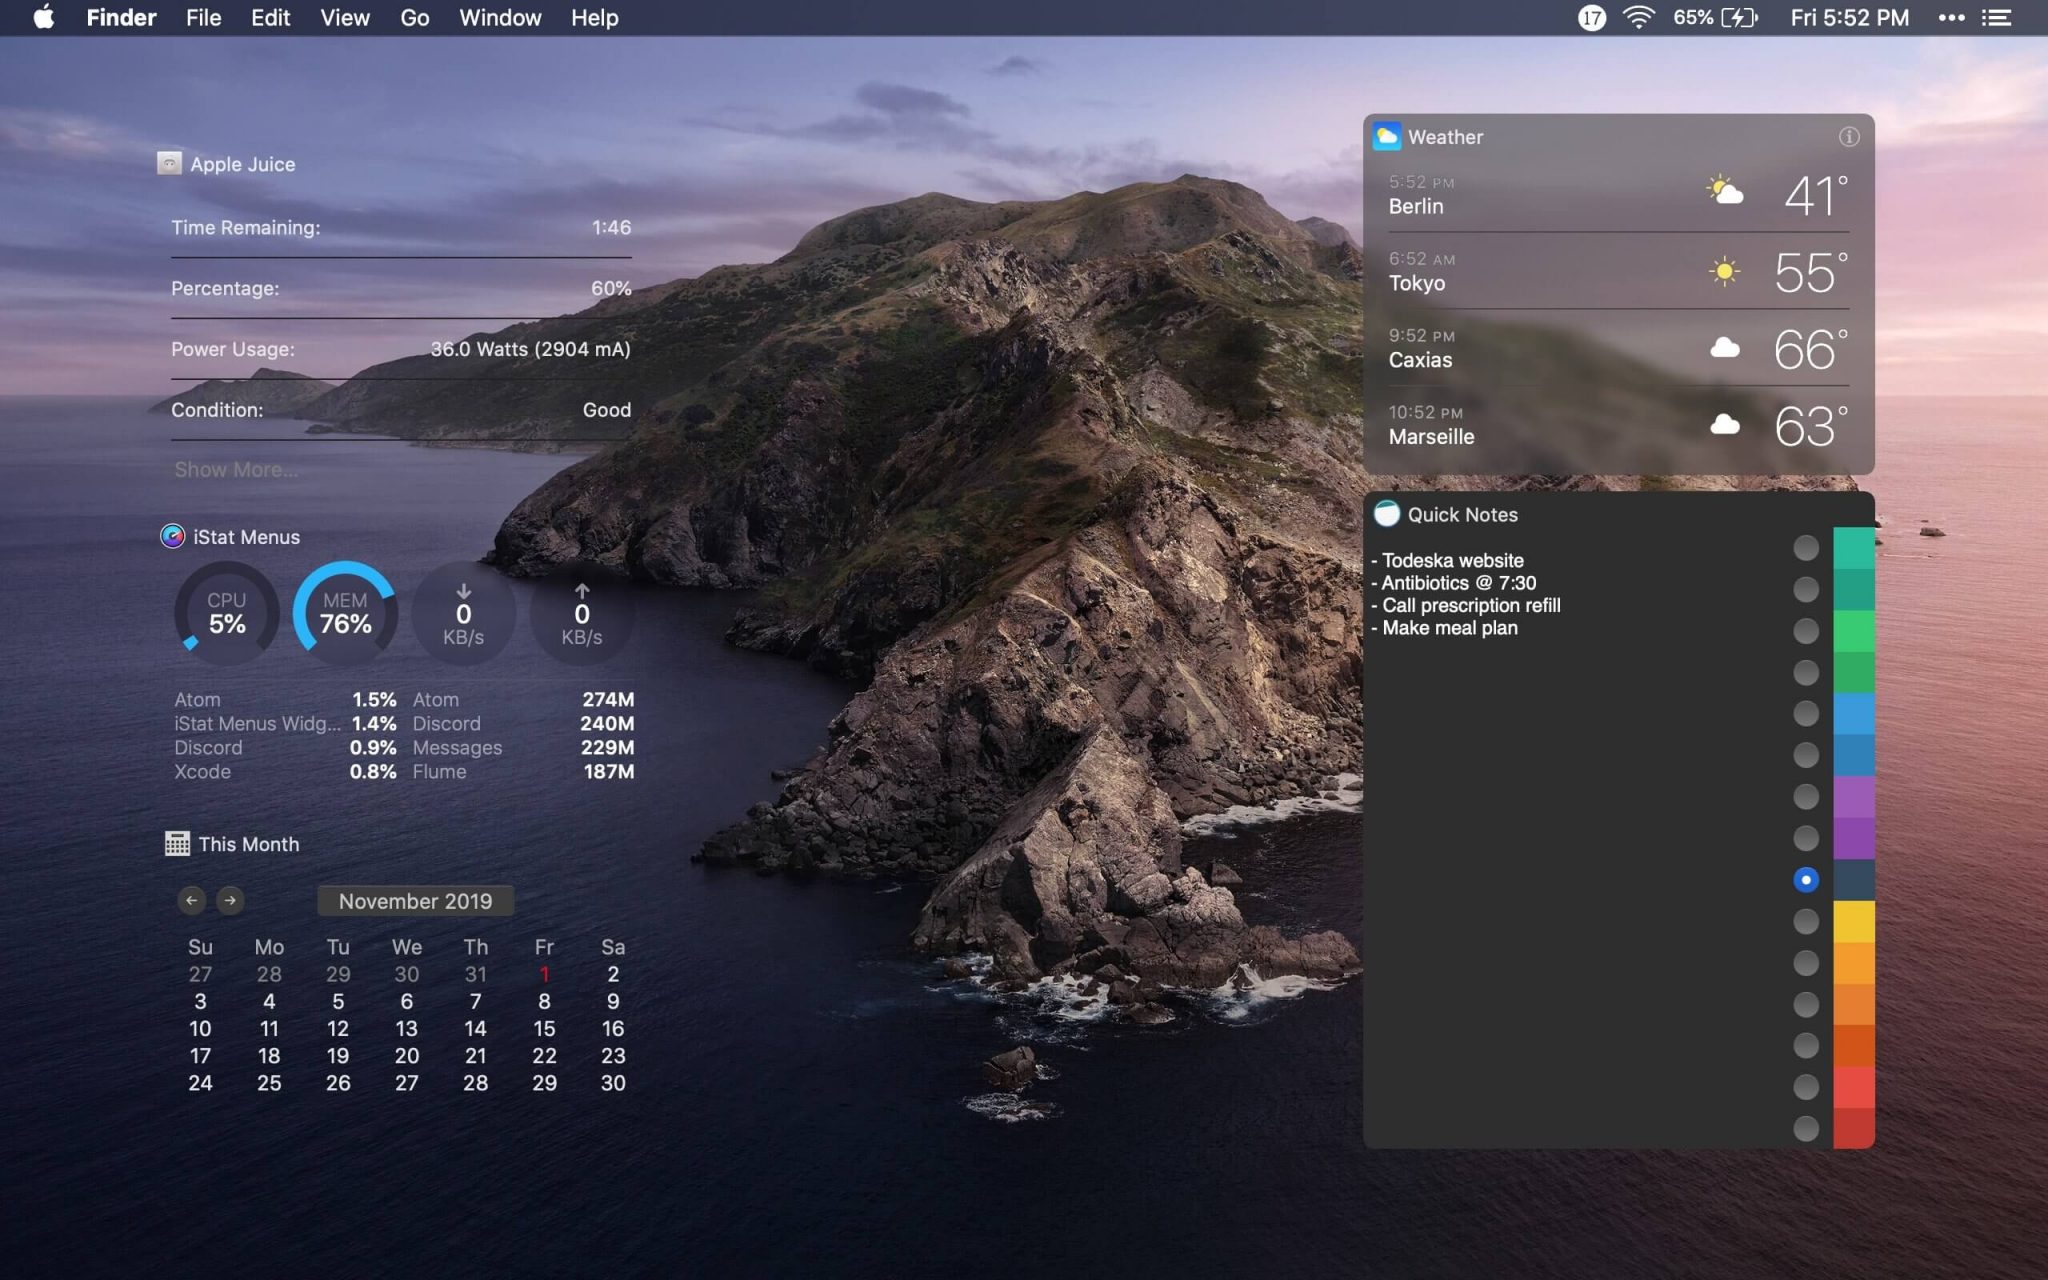 Finder File Edit View Go Window Help 17 65% Fri 5:52 PM
Apple Juice
Time Remaining: 1:46
Percentage: 60%
Power Usage: 36.0 Watts (2904 mA)
Condition: Good
Show More...
iStat Menus
CPU
5%
MEM
76%
0
KB/s
0
KB/s
Atom 1.5% Atom 274M
iStat Menus Widg... 1.4% Discord 240M
Discord 0.9% Messages 229M
Xcode 0.8% Flume 187M
This Month
November 2019
Su Mo Tu We Th Fr Sa
27 28 29 30 31 1 2
3 4 5 6 7 8 9
10 11 12 13 14 15 16
17 18 19 20 21 22 23
24 25 26 27 28 29 30
Weather
5:52 PM
Berlin 41°
6:52 AM
Tokyo 55°
9:52 PM
Caxias 66°
10:52 PM
Marseille 63°
Quick Notes
- Todeska website
- Antibiotics @ 7:30
- Call prescription refill
- Make meal plan